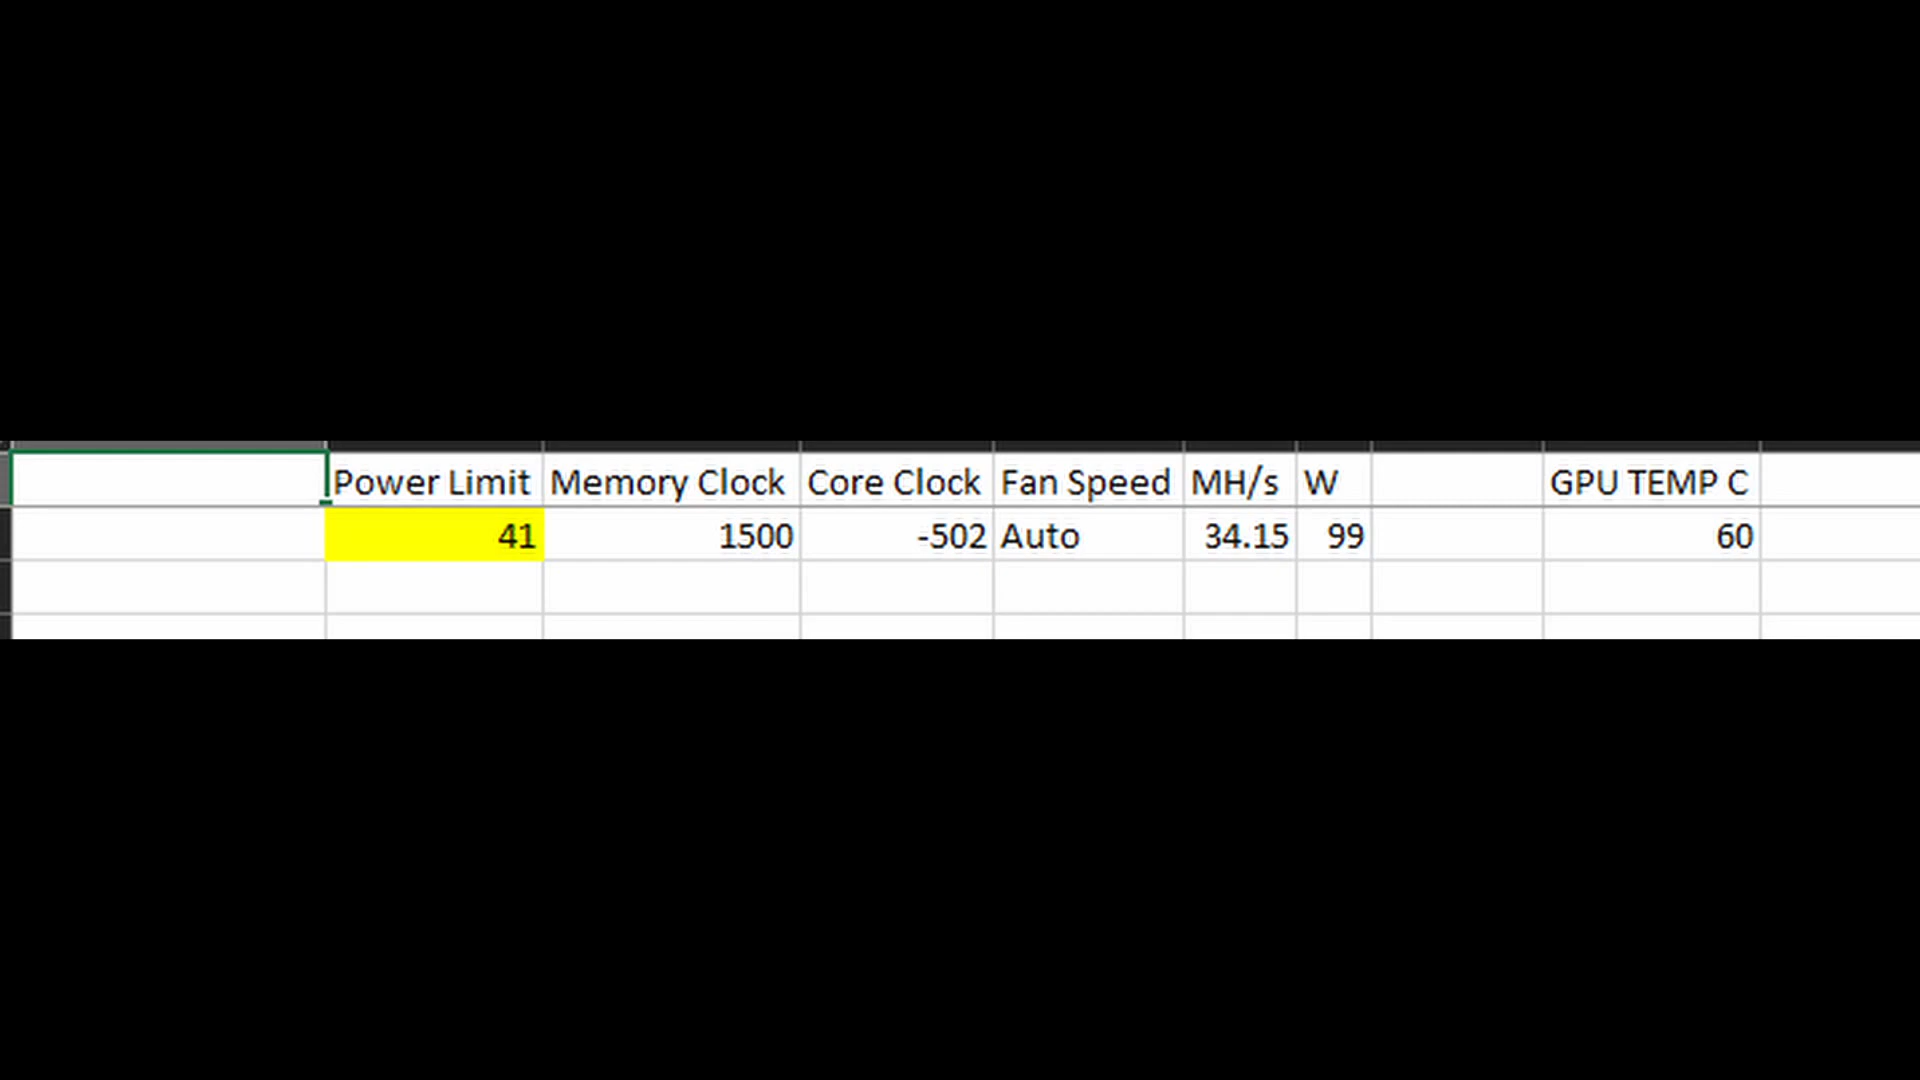 Power Limit Memory Clock Core Clock Fan Speed MH/s W GPU TEMP C
41 1500 -502 Auto 34.15 99 60